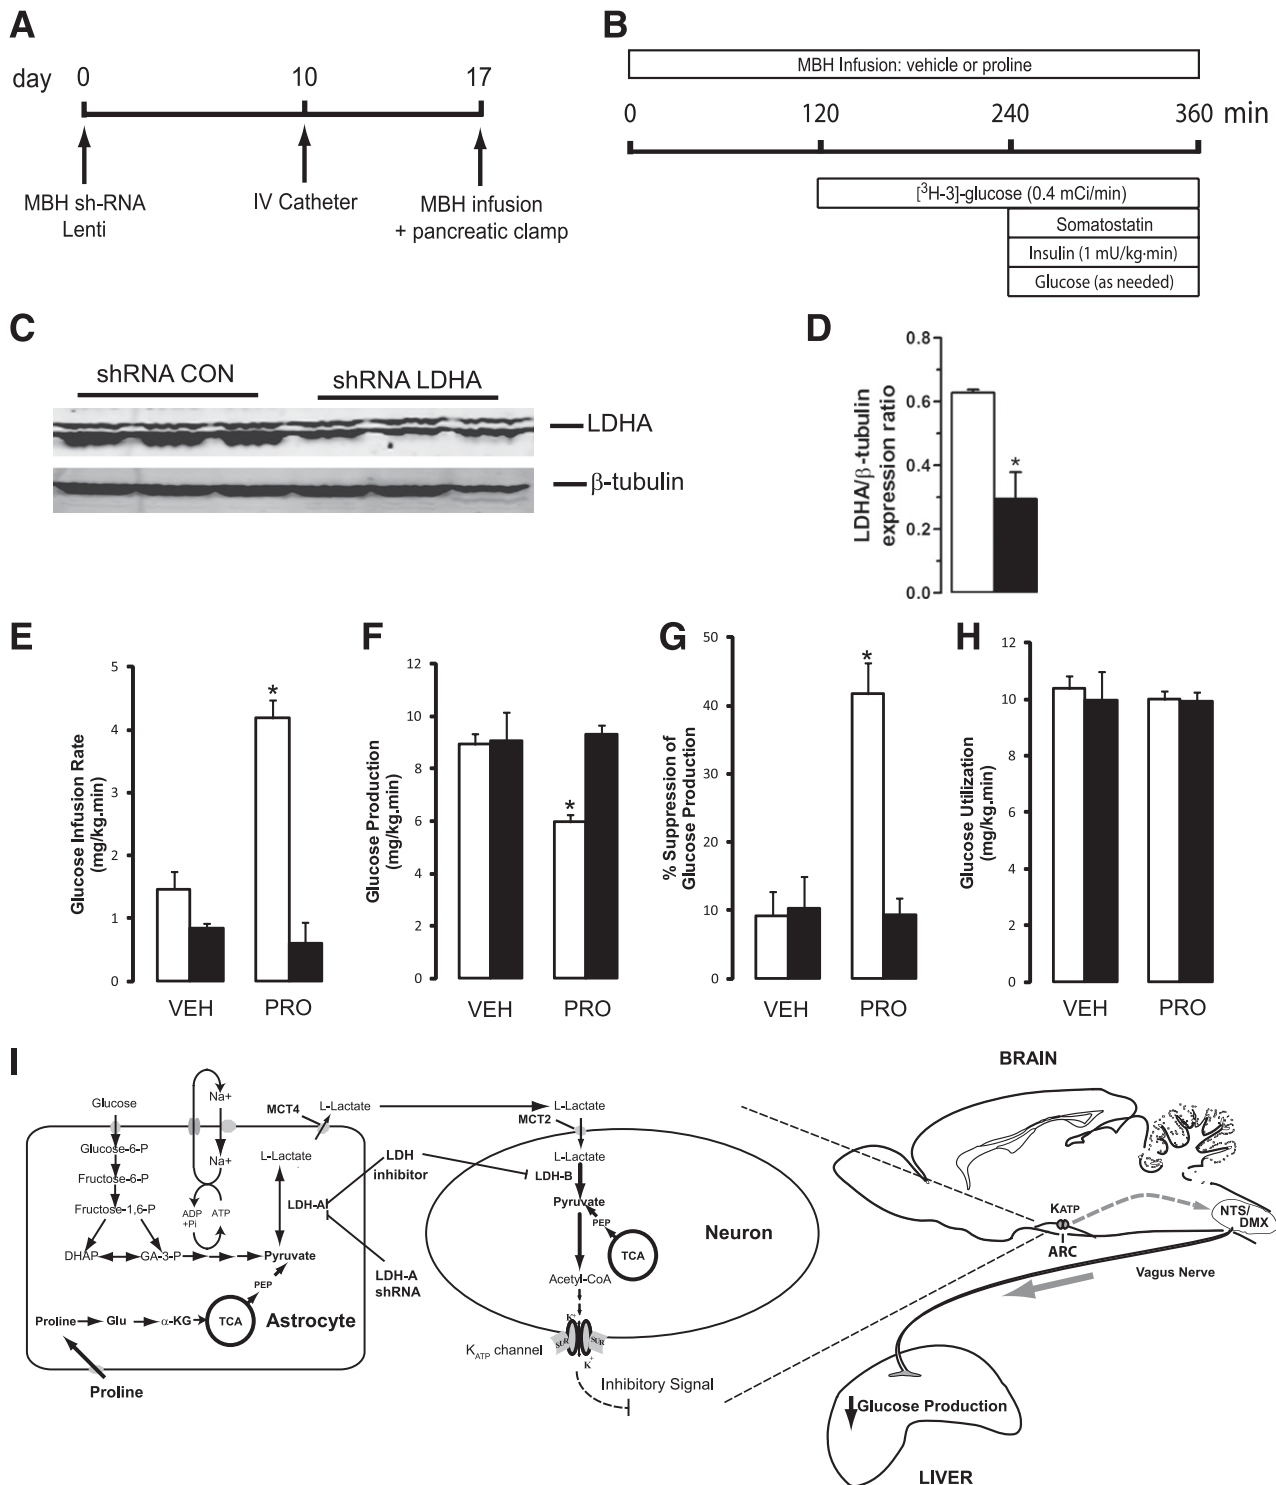 A
day 0 10 17
MBH sh-RNA
Lenti
IV Catheter
MBH infusion
+ pancreatic clamp
B
MBH Infusion: vehicle or proline
0 120 240 360 min
[³H-3]-glucose (0.4 mCi/min)
Somatostatin
Insulin (1 mU/kg·min)
Glucose (as needed)
C
shRNA CON
shRNA LDHA
LDHA
β-tubulin
D
LDHA/β-tubulin
expression ratio
0.8
0.6
0.4
0.2
0.0
*
E
Glucose Infusion Rate
(mg/kg.min)
5
4
3
2
1
0
*
VEH PRO
F
Glucose Production
(mg/kg.min)
12
10
8
6
4
2
0
*
VEH PRO
G
% Suppression of
Glucose Production
50
40
30
20
10
0
*
VEH PRO
H
Glucose Utilization
(mg/kg.min)
12
10
8
6
4
2
0
VEH PRO
I
Glucose
Glucose-6-P
Fructose-6-P
Fructose-1,6-P
DHAP
GA-3-P
Na+
Na+
ADP
+Pi
ATP
MCT4
L-Lactate
L-Lactate
LDH-A
Pyruvate
PEP
TCA
Astrocyte
Proline
Glu
α-KG
Proline
LDH
inhibitor
LDH-A
shRNA
L-Lactate
MCT2
L-Lactate
LDH-B
Pyruvate
PEP
TCA
Neuron
Acetyl-CoA
K+
SUR
SUR
K+
KATP channel
Inhibitory Signal
BRAIN
KATP
ARC
NTS/
DMX
Vagus Nerve
Glucose Production
LIVER